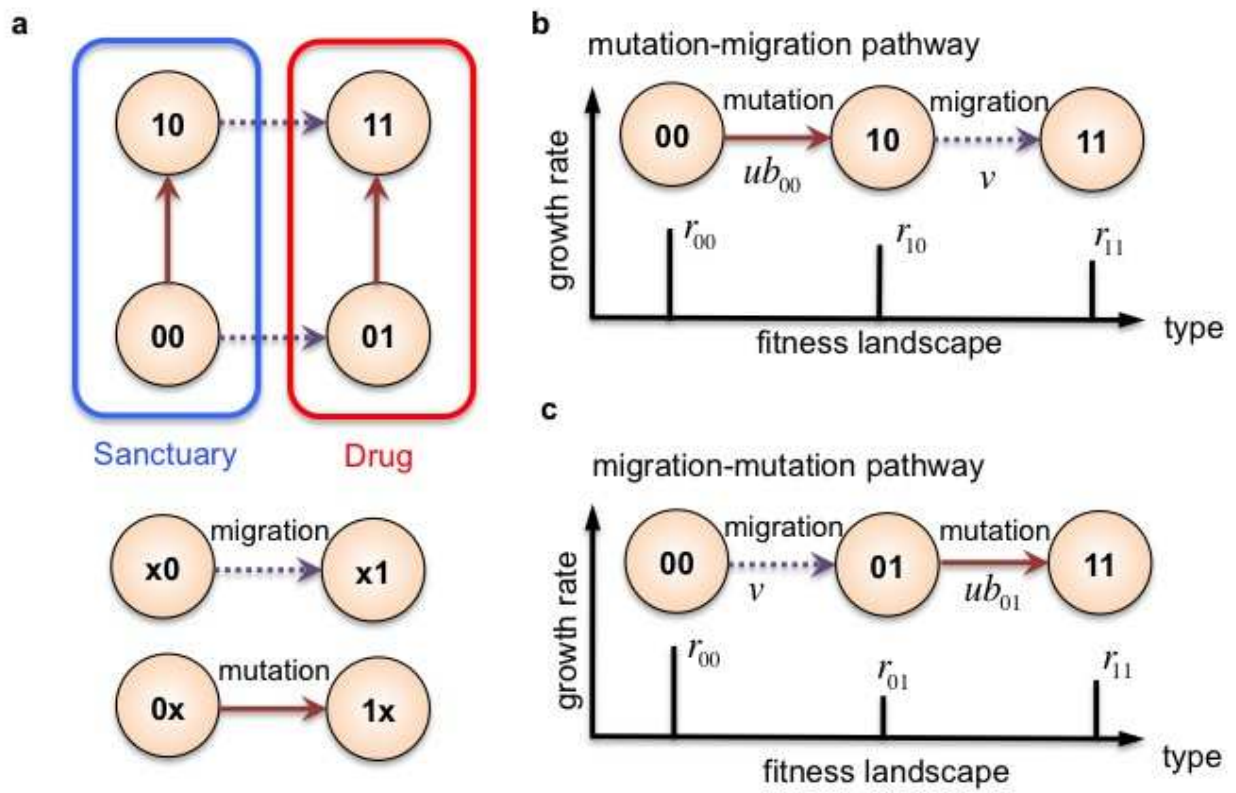 a
10
11
00
01
Sanctuary
Drug
migration
x0
x1
mutation
0x
1x
b
mutation-migration pathway
growth rate
00
mutation
10
migration
11
ub₀₀
v
r₀₀
r₁₀
r₁₁
fitness landscape
type
c
migration-mutation pathway
growth rate
00
migration
01
mutation
11
v
ub₀₁
r₀₀
r₀₁
r₁₁
fitness landscape
type